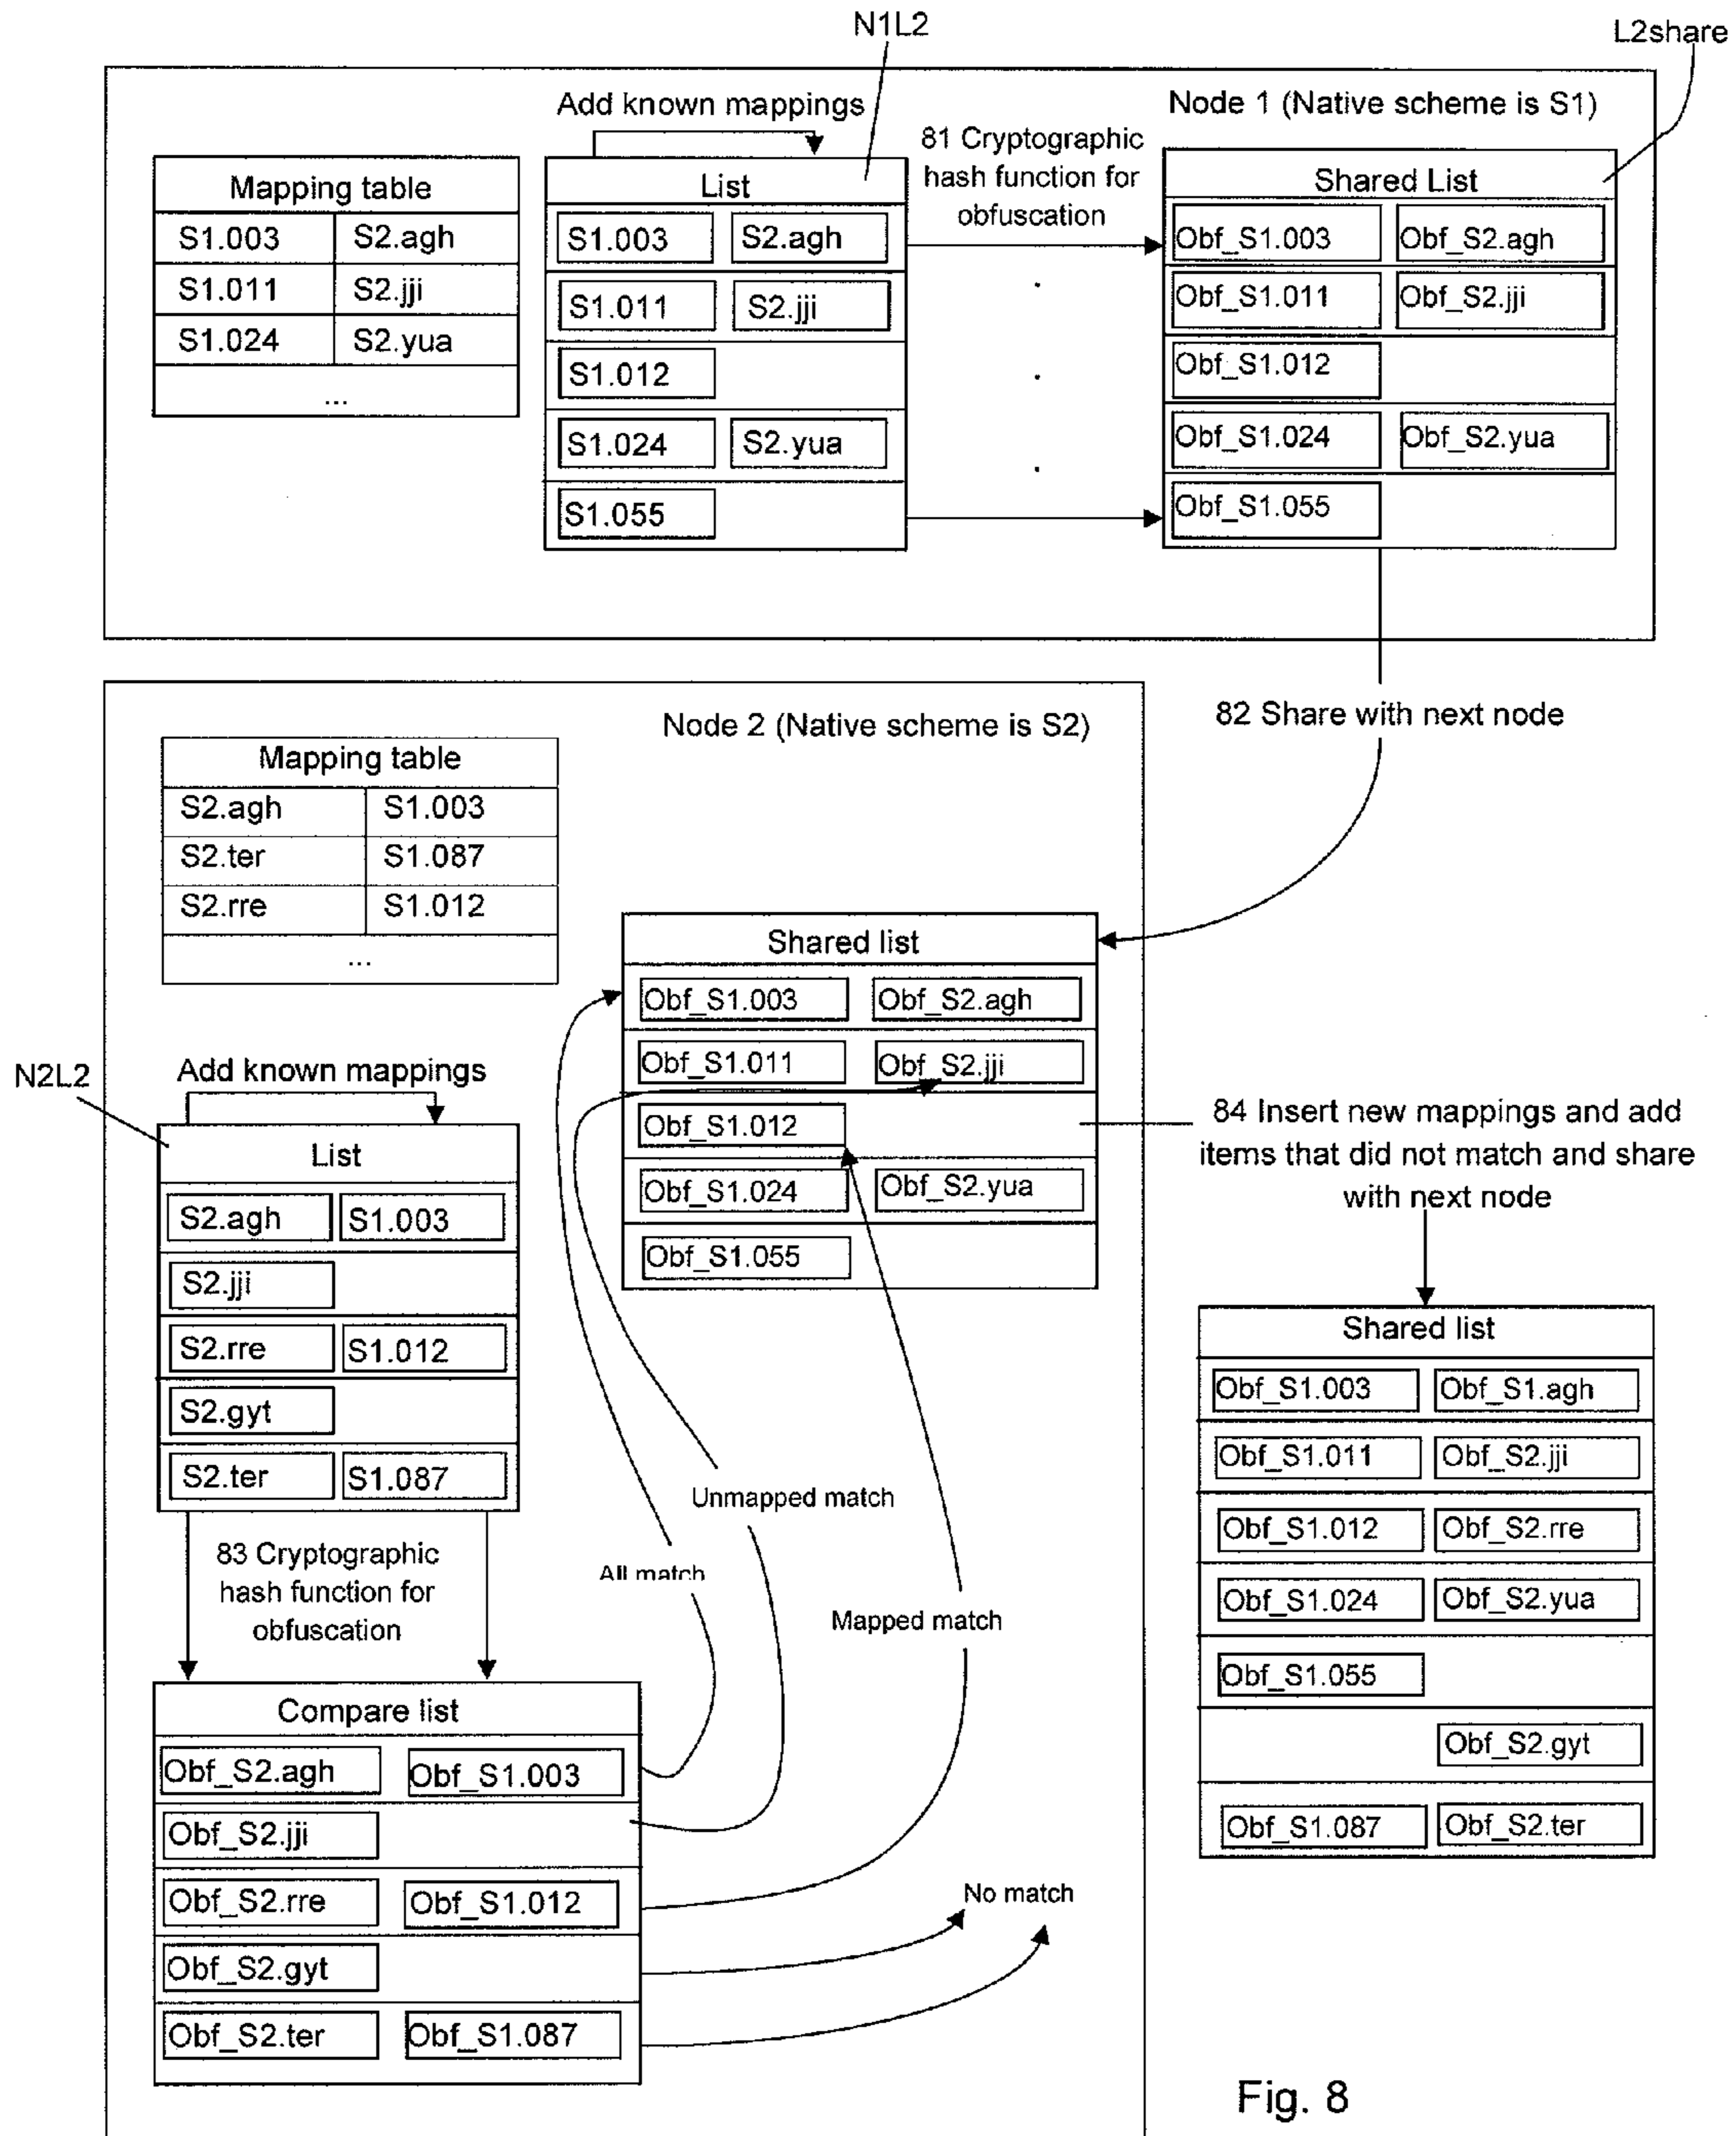 N1L2
L2share
Add known mappings
Node 1 (Native scheme is S1)
81 Cryptographic
hash function for
obfuscation
Mapping table
S1.003 S2.agh
S1.011 S2.jji
S1.024 S2.yua
...
List
S1.003 S2.agh
S1.011 S2.jji
S1.012
S1.024 S2.yua
S1.055
Shared List
Obf_S1.003 Obf_S2.agh
Obf_S1.011 Obf_S2.jji
Obf_S1.012
Obf_S1.024 Obf_S2.yua
Obf_S1.055
82 Share with next node
Node 2 (Native scheme is S2)
Mapping table
S2.agh S1.003
S2.ter S1.087
S2.rre S1.012
...
Shared list
Obf_S1.003 Obf_S2.agh
Obf_S1.011 Obf_S2.jji
Obf_S1.012
Obf_S1.024 Obf_S2.yua
Obf_S1.055
N2L2
Add known mappings
List
S2.agh S1.003
S2.jji
S2.rre S1.012
S2.gyt
S2.ter S1.087
84 Insert new mappings and add
items that did not match and share
with next node
Shared list
Obf_S1.003 Obf_S1.agh
Obf_S1.011 Obf_S2.jji
Obf_S1.012 Obf_S2.rre
Obf_S1.024 Obf_S2.yua
Obf_S1.055
Obf_S2.gyt
Obf_S1.087 Obf_S2.ter
83 Cryptographic
hash function for
obfuscation
Unmapped match
All match
Mapped match
No match
Compare list
Obf_S2.agh Obf_S1.003
Obf_S2.jji
Obf_S2.rre Obf_S1.012
Obf_S2.gyt
Obf_S2.ter Obf_S1.087
Fig. 8